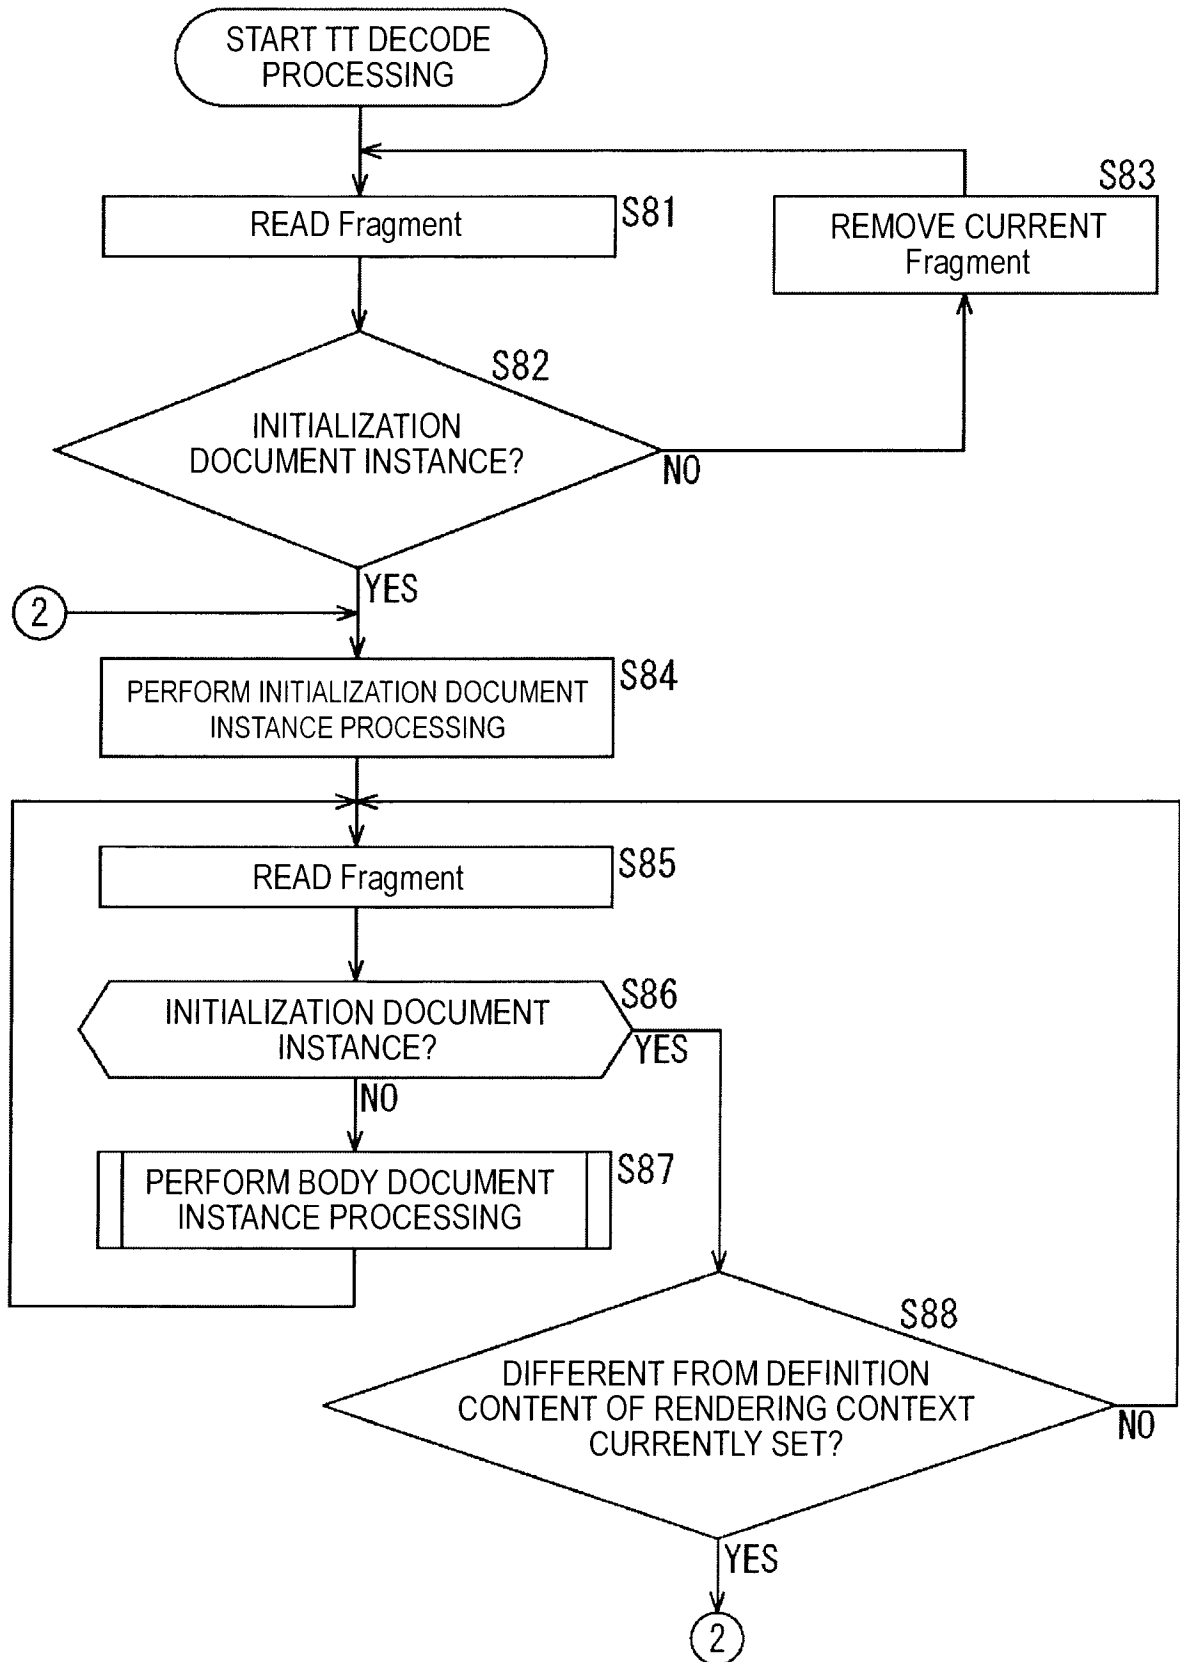 START TT DECODE
PROCESSING
S83
READ Fragment
S81
REMOVE CURRENT
Fragment
S82
INITIALIZATION
DOCUMENT INSTANCE?
NO
YES
2
PERFORM INITIALIZATION DOCUMENT
INSTANCE PROCESSING
S84
READ Fragment
S85
INITIALIZATION DOCUMENT
INSTANCE?
S86
YES
NO
PERFORM BODY DOCUMENT
INSTANCE PROCESSING
S87
S88
DIFFERENT FROM DEFINITION
CONTENT OF RENDERING CONTEXT
CURRENTLY SET?
NO
YES
2